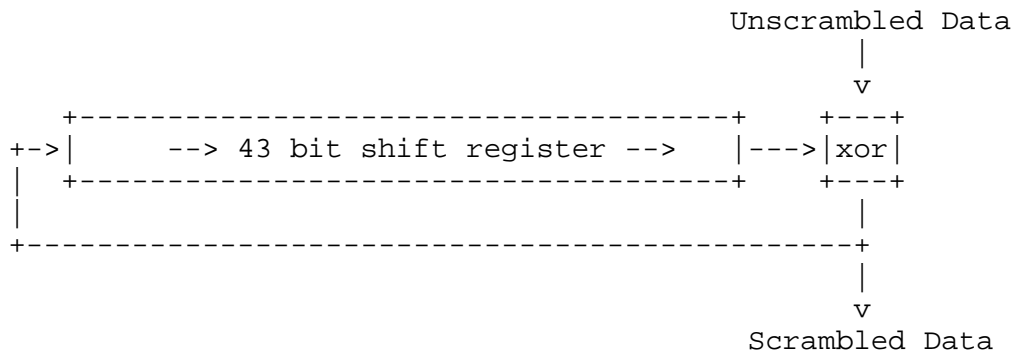 Unscrambled Data
|
v
+-------------------------------------+ +---+
+->| --> 43 bit shift register --> |--->|xor|
| +-------------------------------------+ +---+
| |
+-----------------------------------------------+
|
v
Scrambled Data